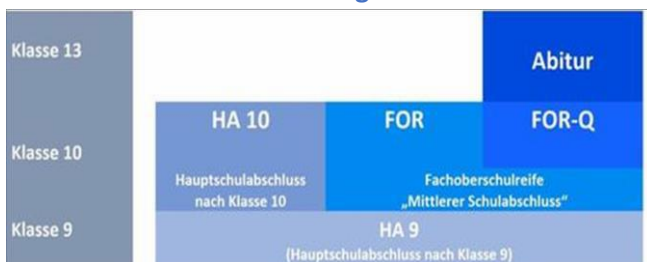 Klasse 13
Abitur
HA 10
FOR
FOR-Q
Klasse 10
Hauptschulabschluss
nach Klasse 10
Fachoberschulreife
„Mittlerer Schulabschluss“
Klasse 9
HA 9
(Hauptschulabschluss nach Klasse 9)